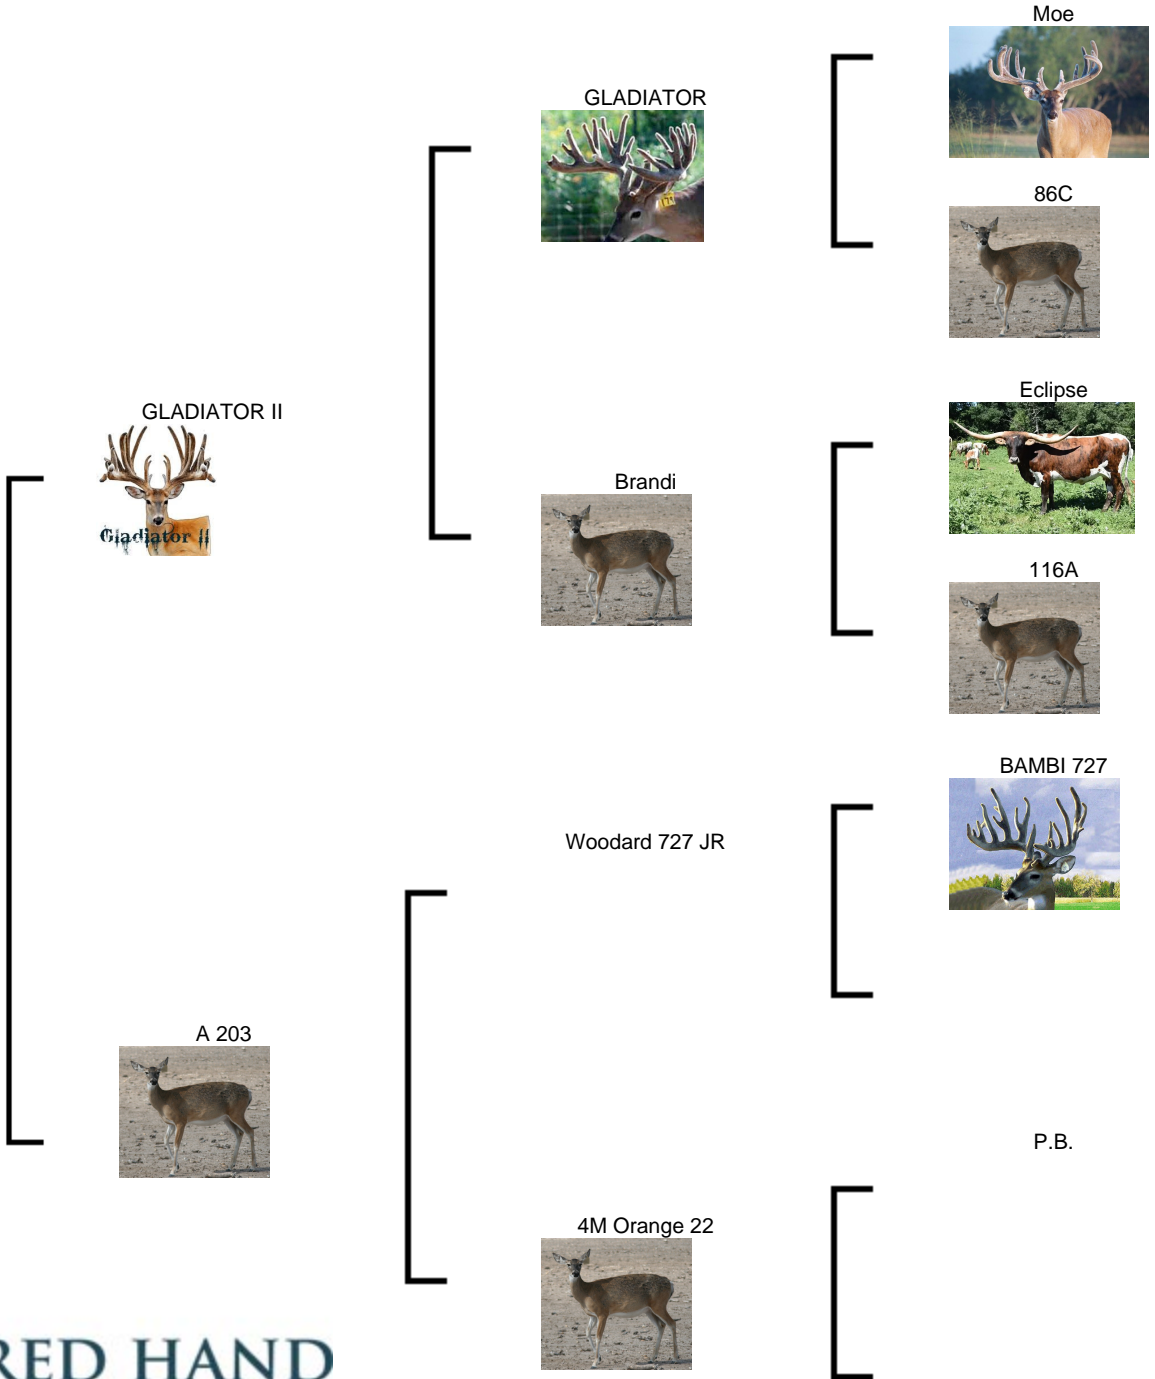 Moe
GLADIATOR
86C
Eclipse
GLADIATOR II
Gladiator II
Brandi
116A
BAMBI 727
Woodard 727 JR
A 203
P.B.
4M Orange 22
RED HAND